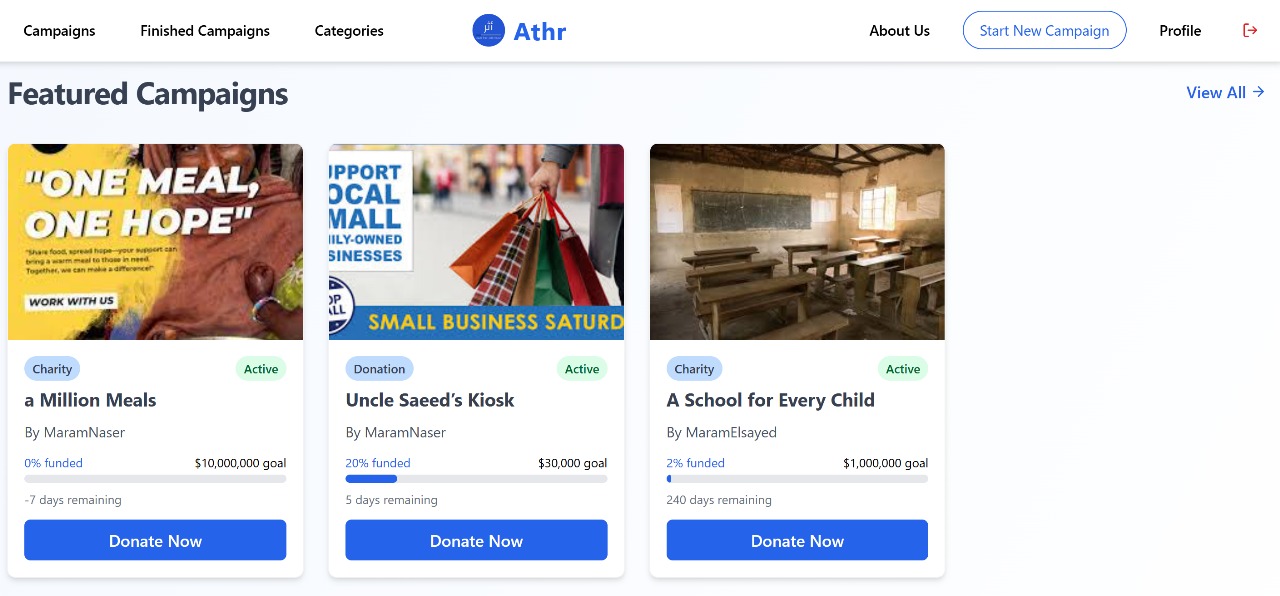 Campaigns
Finished Campaigns
Categories
Athr
About Us
Start New Campaign
Profile
Featured Campaigns
View All →
"ONE MEAL,
ONE HOPE"
"Share food, spread hope—your support can
bring a warm meal to those in need.
Together, we can make a difference!"
WORK WITH US
UPPORT
OCAL
MALL
ILY-OWNED
SINESSES
OP
ALL
SMALL BUSINESS SATURD
Charity
Active
a Million Meals
By MaramNaser
0% funded
$10,000,000 goal
-7 days remaining
Donate Now
Donation
Active
Uncle Saeed’s Kiosk
By MaramNaser
20% funded
$30,000 goal
5 days remaining
Donate Now
Charity
Active
A School for Every Child
By MaramElsayed
2% funded
$1,000,000 goal
240 days remaining
Donate Now